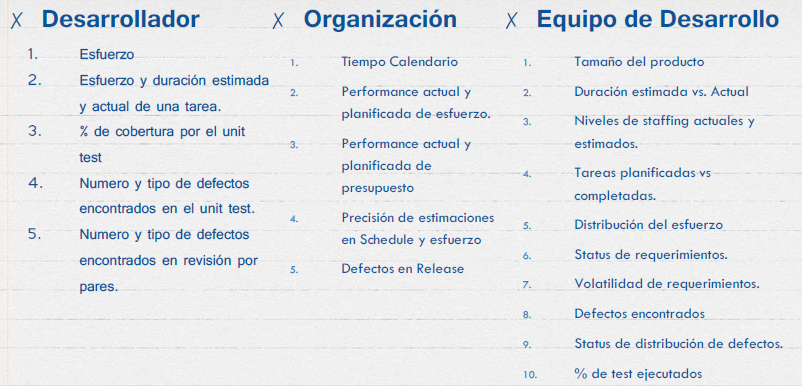 X Desarrollador
1. Esfuerzo
2. Esfuerzo y duración estimada
y actual de una tarea.
3. % de cobertura por el unit
test
4. Numero y tipo de defectos
encontrados en el unit test.
5. Numero y tipo de defectos
encontrados en revisión por
pares.
X Organización
1. Tiempo Calendario
2. Performance actual y
planificada de esfuerzo.
3. Performance actual y
planificada de
presupuesto
4. Precisión de estimaciones
en Schedule y esfuerzo
5. Defectos en Release
X Equipo de Desarrollo
1. Tamaño del producto
2. Duración estimada vs. Actual
3. Niveles de staffing actuales y
estimados.
4. Tareas planificadas vs
completadas.
5. Distribución del esfuerzo
6. Status de requerimientos.
7. Volatilidad de requerimientos.
8. Defectos encontrados
9. Status de distribución de defectos.
10. % de test ejecutados